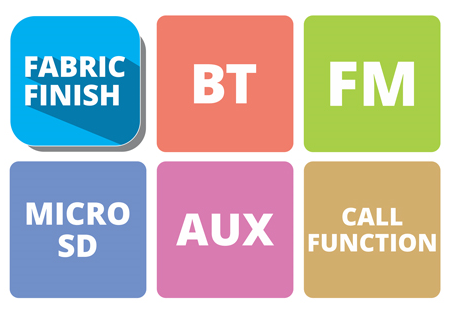 FABRIC
FINISH
BT
FM
MICRO
SD
AUX
CALL
FUNCTION